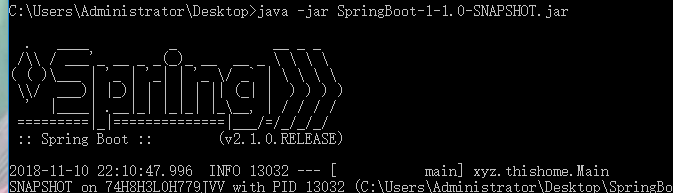 C:\Users\Administrator\Desktop>java -jar SpringBoot-1-1.0-SNAPSHOT.jar
Spring
:: Spring Boot :: (v2.1.0.RELEASE)
2018-11-10 22:10:47.996 INFO 13032 --- [ main] xyz.thishome.Main
SNAPSHOT on 74H8H3L0H779JVV with PID 13032 (C:\Users\Administrator\Desktop\SpringBo